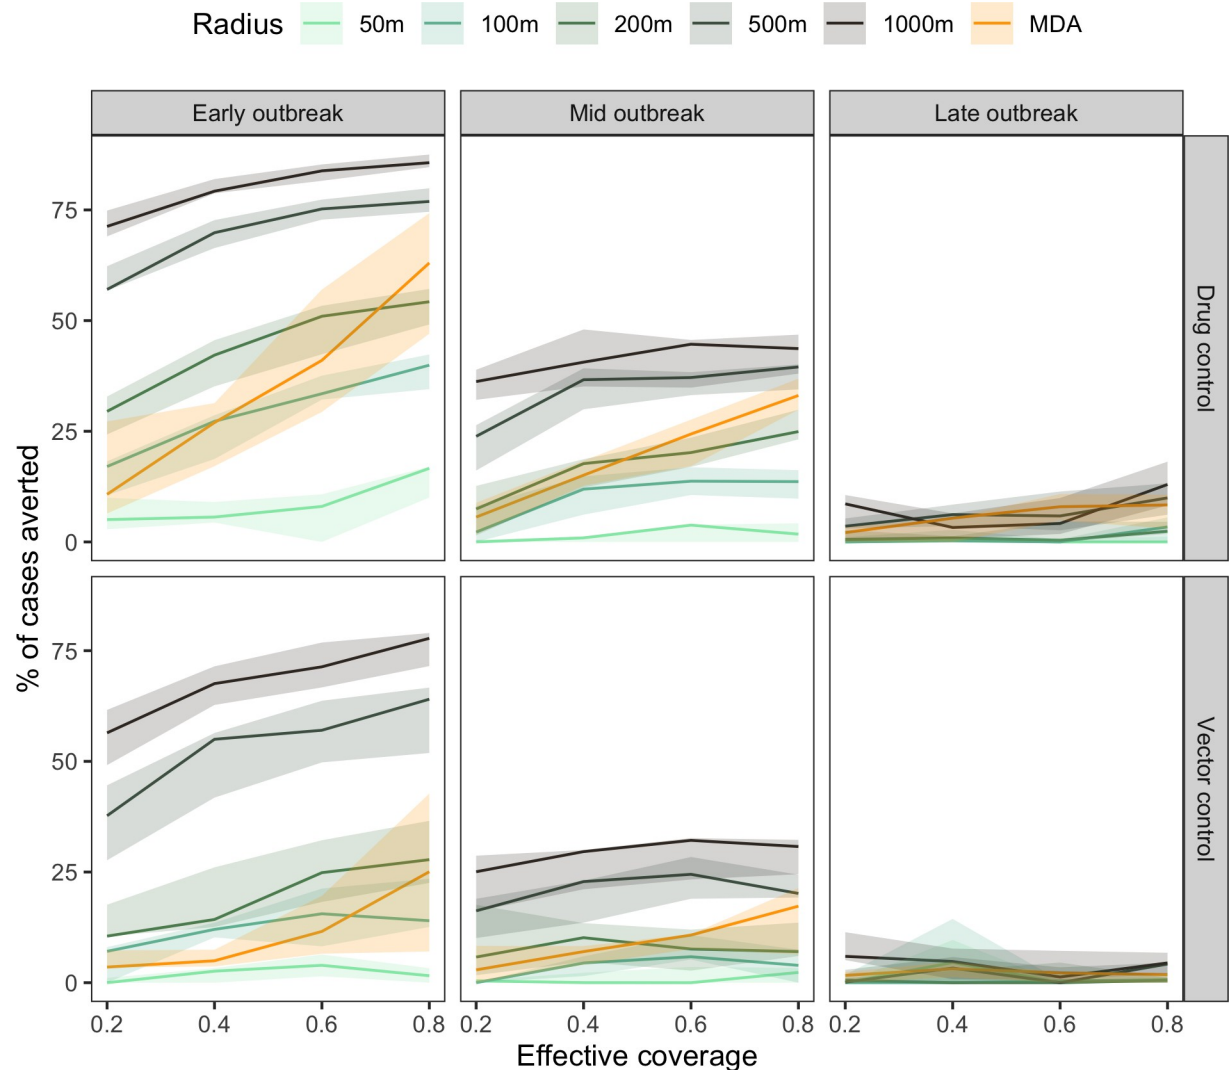 Radius 50m 100m 200m 500m 1000m MDA
Early outbreak Mid outbreak Late outbreak
% of cases averted
75
50
25
0
Drug control
75
50
25
0
Vector control
0.2 0.4 0.6 0.8 0.2 0.4 0.6 0.8 0.2 0.4 0.6 0.8
Effective coverage